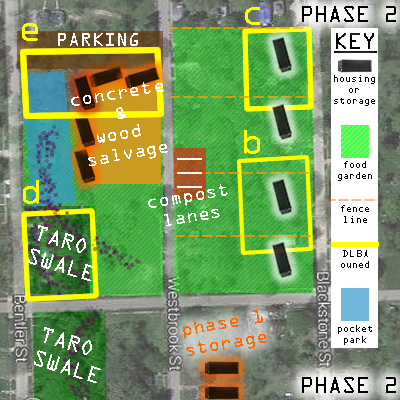 PHASE 2
c
e
PARKING
KEY
housing
or
storage
concrete
&
wood
salvage
b
food
garden
d
compost
lanes
fence
line
TARO
SWALE
DLBA
owned
pocket
park
Bentler St
Westbrook St
Blackstone St
phase 1
storage
TARO
SWALE
PHASE 2